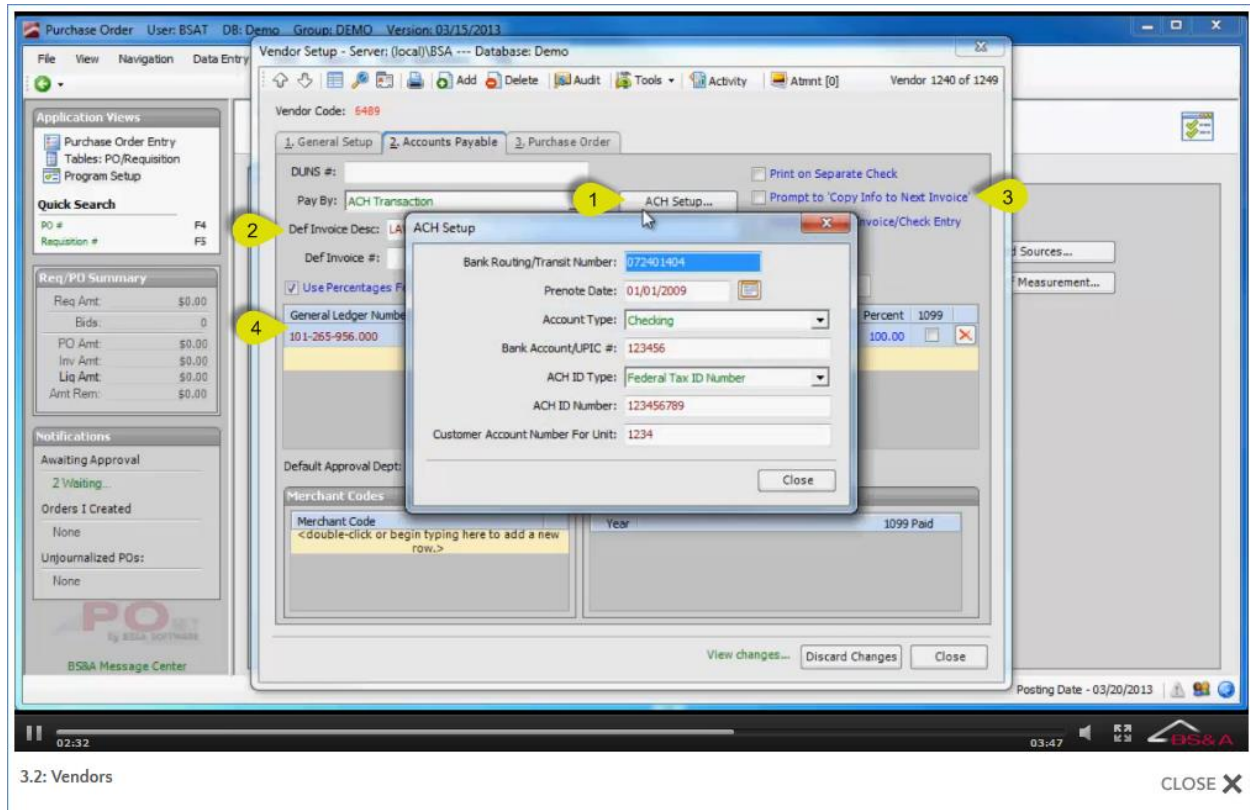 Purchase Order User: BSAT DB: Demo Group: DEMO Version: 03/15/2013
File View Navigation Data Entry
Application Views
Purchase Order Entry
Tables: PO/Requisition
Program Setup
Quick Search
PO # F4
Requisition # F5
Req/PO Summary
Req Amt: $0.00
Bids: 0
PO Amt: $0.00
Inv Amt: $0.00
Liq Amt: $0.00
Amt Rem: $0.00
Notifications
Awaiting Approval
2 Waiting...
Orders I Created
None
Unjournalized POs:
None
PO.NET
By BS&A SOFTWARE
BS&A Message Center
Vendor Setup - Server: (local)\BSA --- Database: Demo
Add Delete Audit Tools Activity Atmnt [0] Vendor 1240 of 1249
Vendor Code: 6489
1. General Setup 2. Accounts Payable 3. Purchase Order
DUNS #: Print on Separate Check
Pay By: ACH Transaction 1 ACH Setup... Prompt to 'Copy Info to Next Invoice' 3
2 Def Invoice Desc: nvoice/Check Entry
Def Invoice #:
Use Percentages
General Ledger Numbe Percent 1099
4 101-265-956.000 100.00
Default Approval Dept:
Merchant Codes
Merchant Code
<double-click or begin typing here to add a new
row.>
Year 1099 Paid
View changes... Discard Changes Close
ACH Setup
Bank Routing/Transit Number: 072401404
Prenote Date: 01/01/2009
Account Type: Checking
Bank Account/UPIC #: 123456
ACH ID Type: Federal Tax ID Number
ACH ID Number: 123456789
Customer Account Number For Unit: 1234
Close
Sources...
Measurement...
Posting Date - 03/20/2013
02:32 03:47 BS&A
3.2: Vendors CLOSE